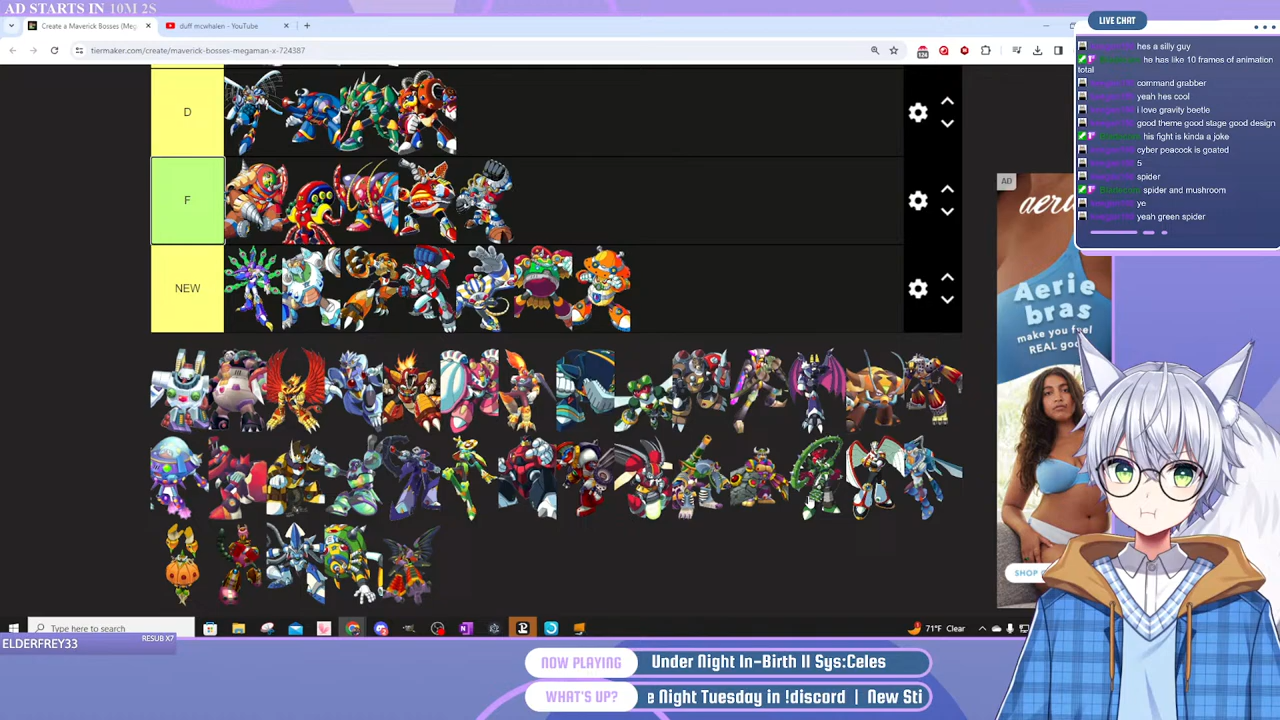 AD STARTS IN 10M 2S
LIVE CHAT
Create a Maverick Bosses (Meg
duff mcwhalen - YouTube
tiermaker.com/create/maverick-bosses-megaman-x-724387
124
hes a silly guy
he has like 10 frames of animation
total
command grabber
yeah hes cool
i love gravity beetle
good theme good stage good design
his fight is kinda a joke
cyber peacock is goated
5
spider
spider and mushroom
ye
yeah green spider
D
F
NEW
AD
aerie
Aerie
bras
make you feel
REAL goo
SHOP
Type here to search
71°F Clear
ELDERFREY33
RESUB X7
NOW PLAYING
Under Night In-Birth II Sys:Celes
WHAT'S UP?
e Night Tuesday in !discord | New Sti